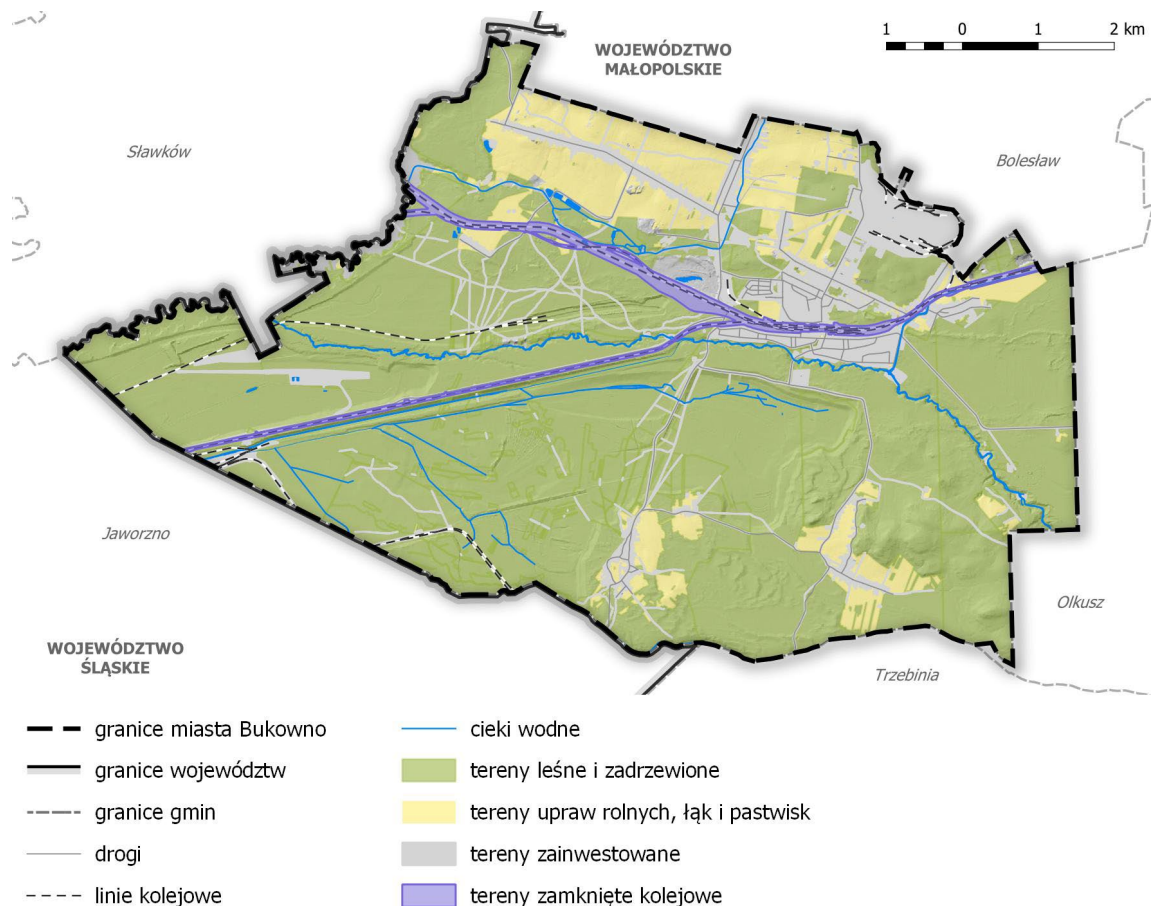 1 0 1 2 km
WOJEWÓDZTWO
MAŁOPOLSKIE
Sławków
Bolesław
Jaworzno
Olkusz
WOJEWÓDZTWO
ŚLĄSKIE
Trzebinia
granice miasta Bukowno
granice województw
granice gmin
drogi
linie kolejowe
cieki wodne
tereny leśne i zadrzewione
tereny upraw rolnych, łąk i pastwisk
tereny zainwestowane
tereny zamknięte kolejowe